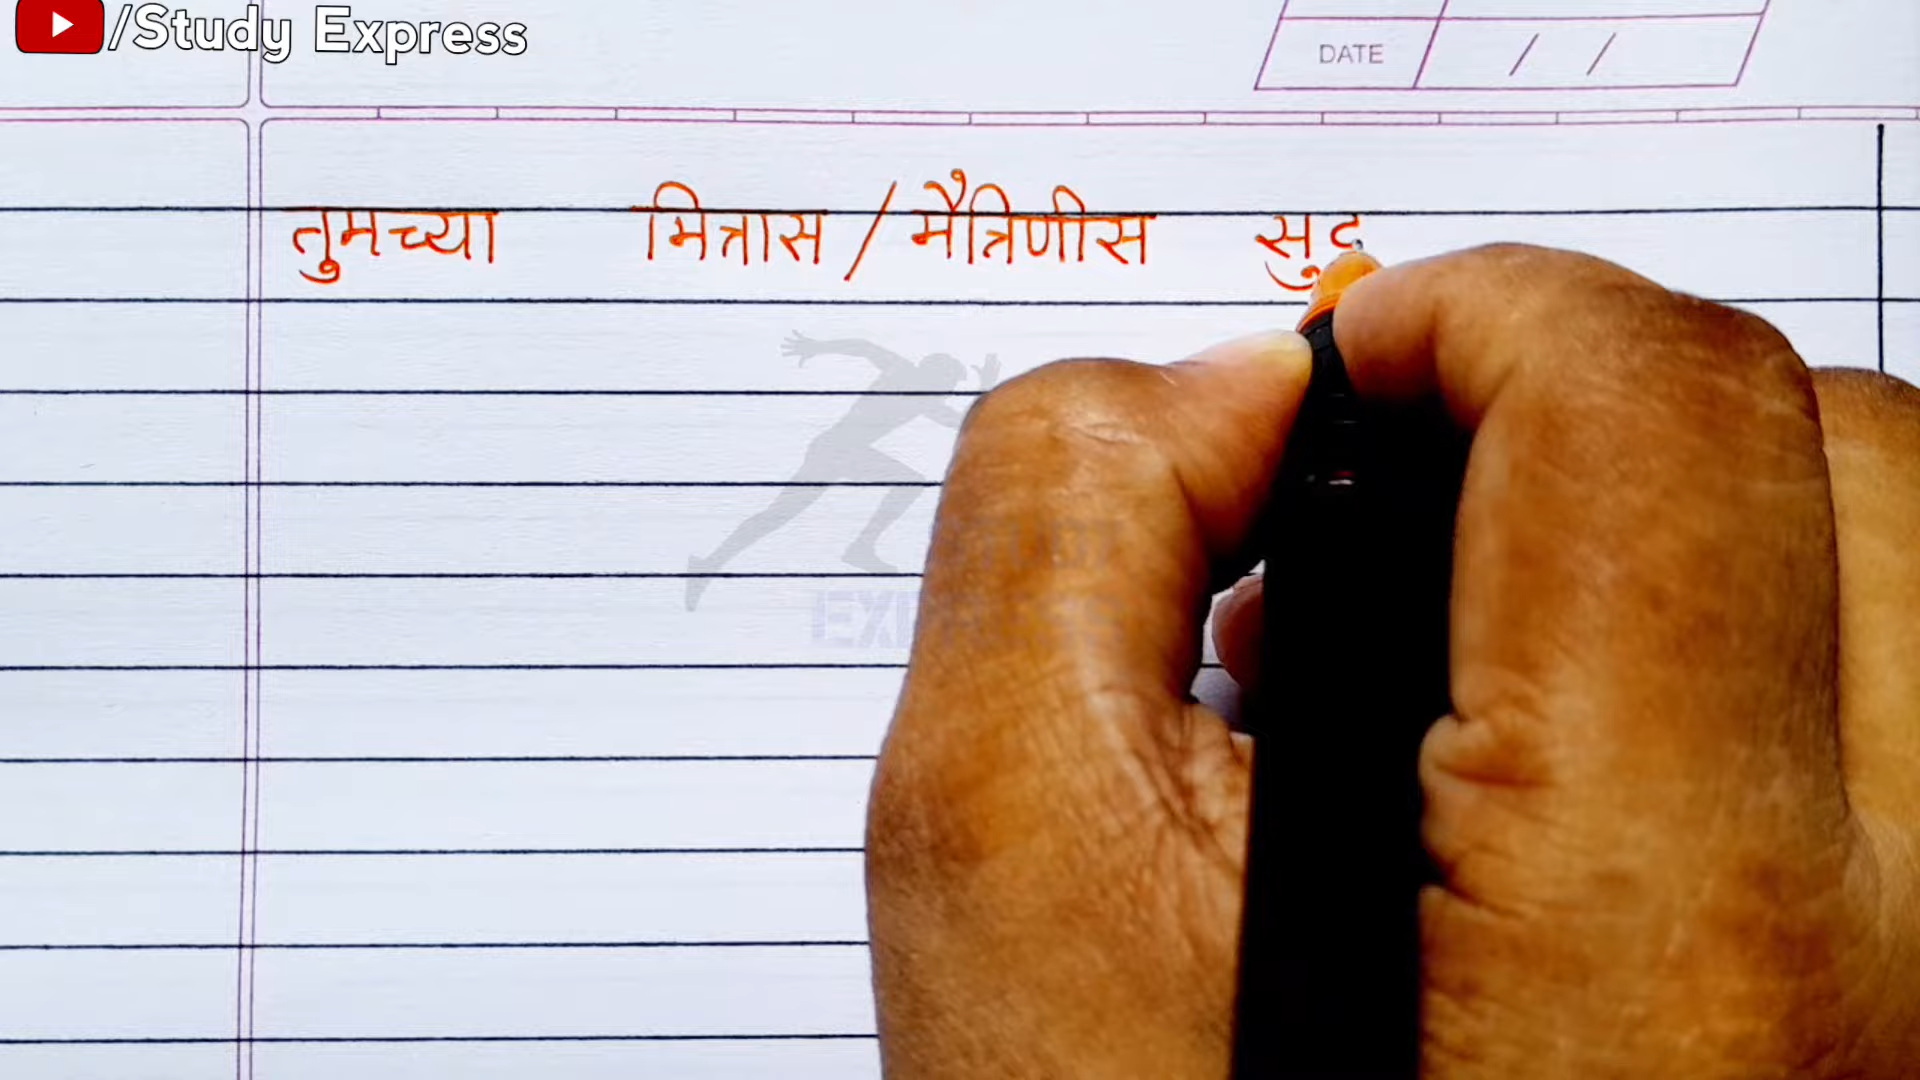 /Study Express
DATE / /
तुमच्या मित्रास / मैत्रिणीस